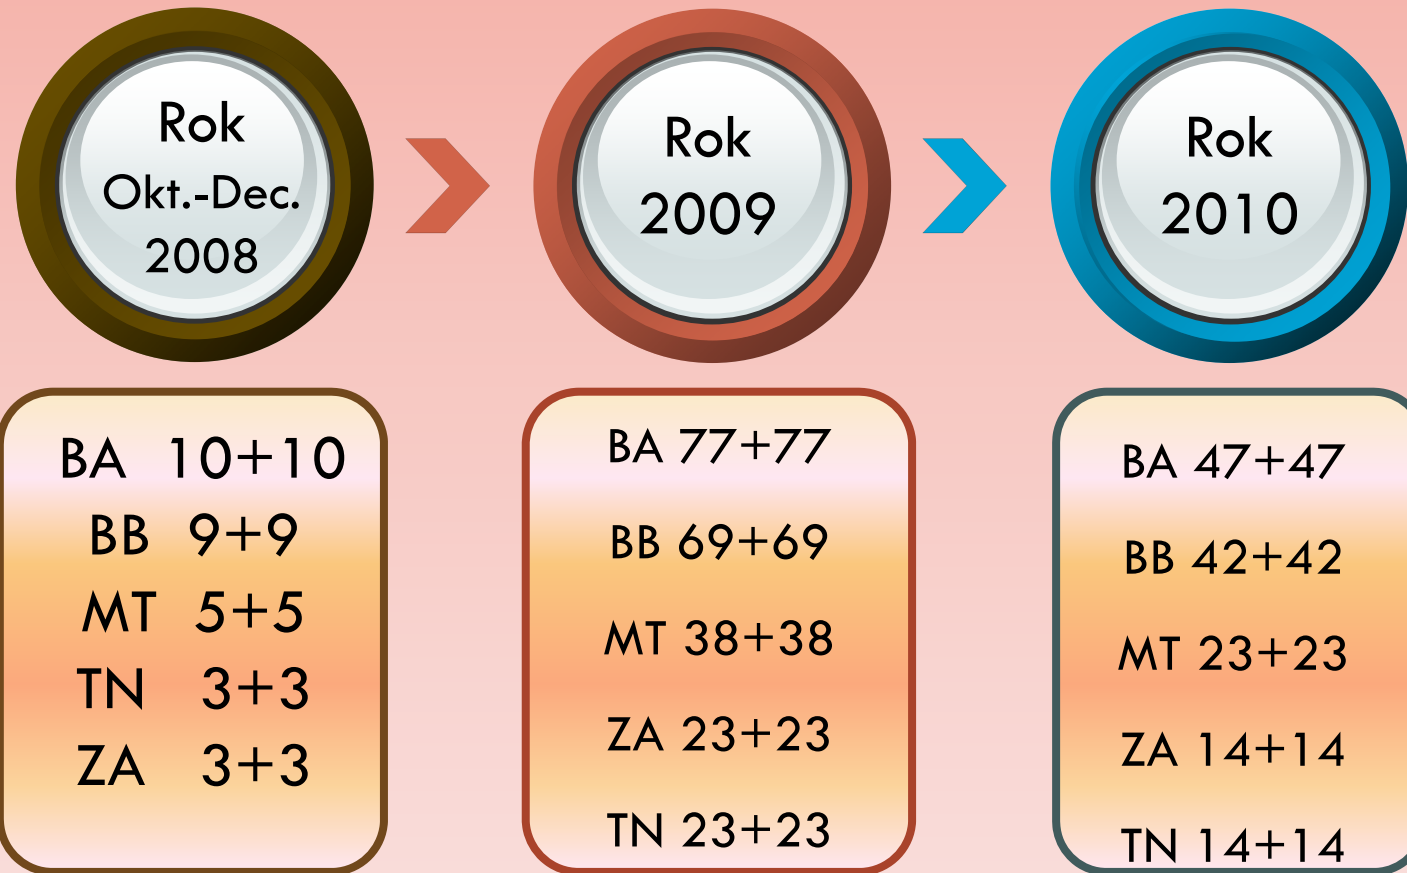 Rok
Okt.-Dec.
2008
Rok
2009
Rok
2010
BA 10+10
BB 9+9
MT 5+5
TN 3+3
ZA 3+3
BA 77+77
BB 69+69
MT 38+38
ZA 23+23
TN 23+23
BA 47+47
BB 42+42
MT 23+23
ZA 14+14
TN 14+14